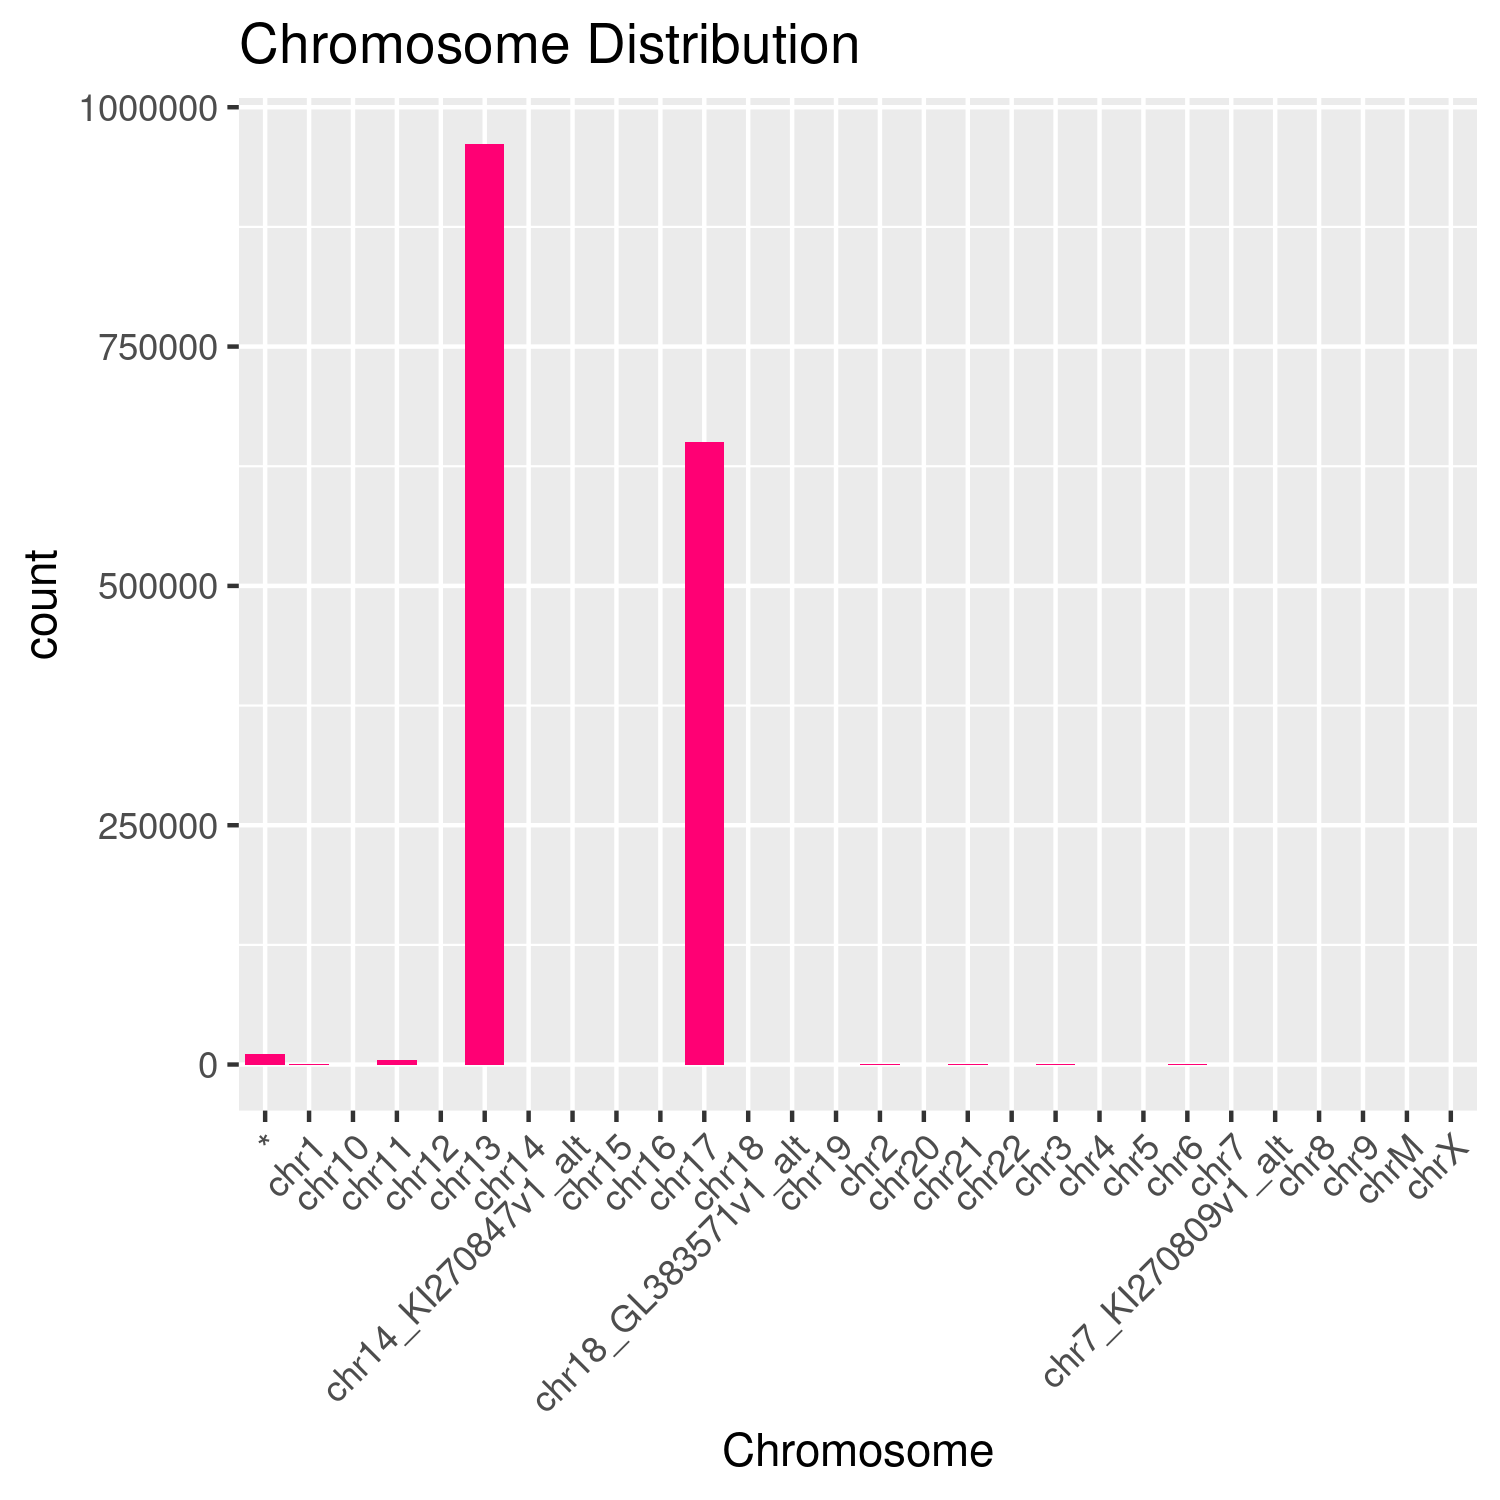 Chromosome Distribution
1000000
750000
500000
250000
0
count
*
chr1
chr10
chr11
chr12
chr13
chr14
chr14_KI270847v1_alt
chr15
chr16
chr17
chr18
chr18_GL383571v1_alt
chr19
chr2
chr20
chr21
chr22
chr3
chr4
chr5
chr6
chr7
chr7_KI270809v1_alt
chr8
chr9
chrM
chrX
Chromosome